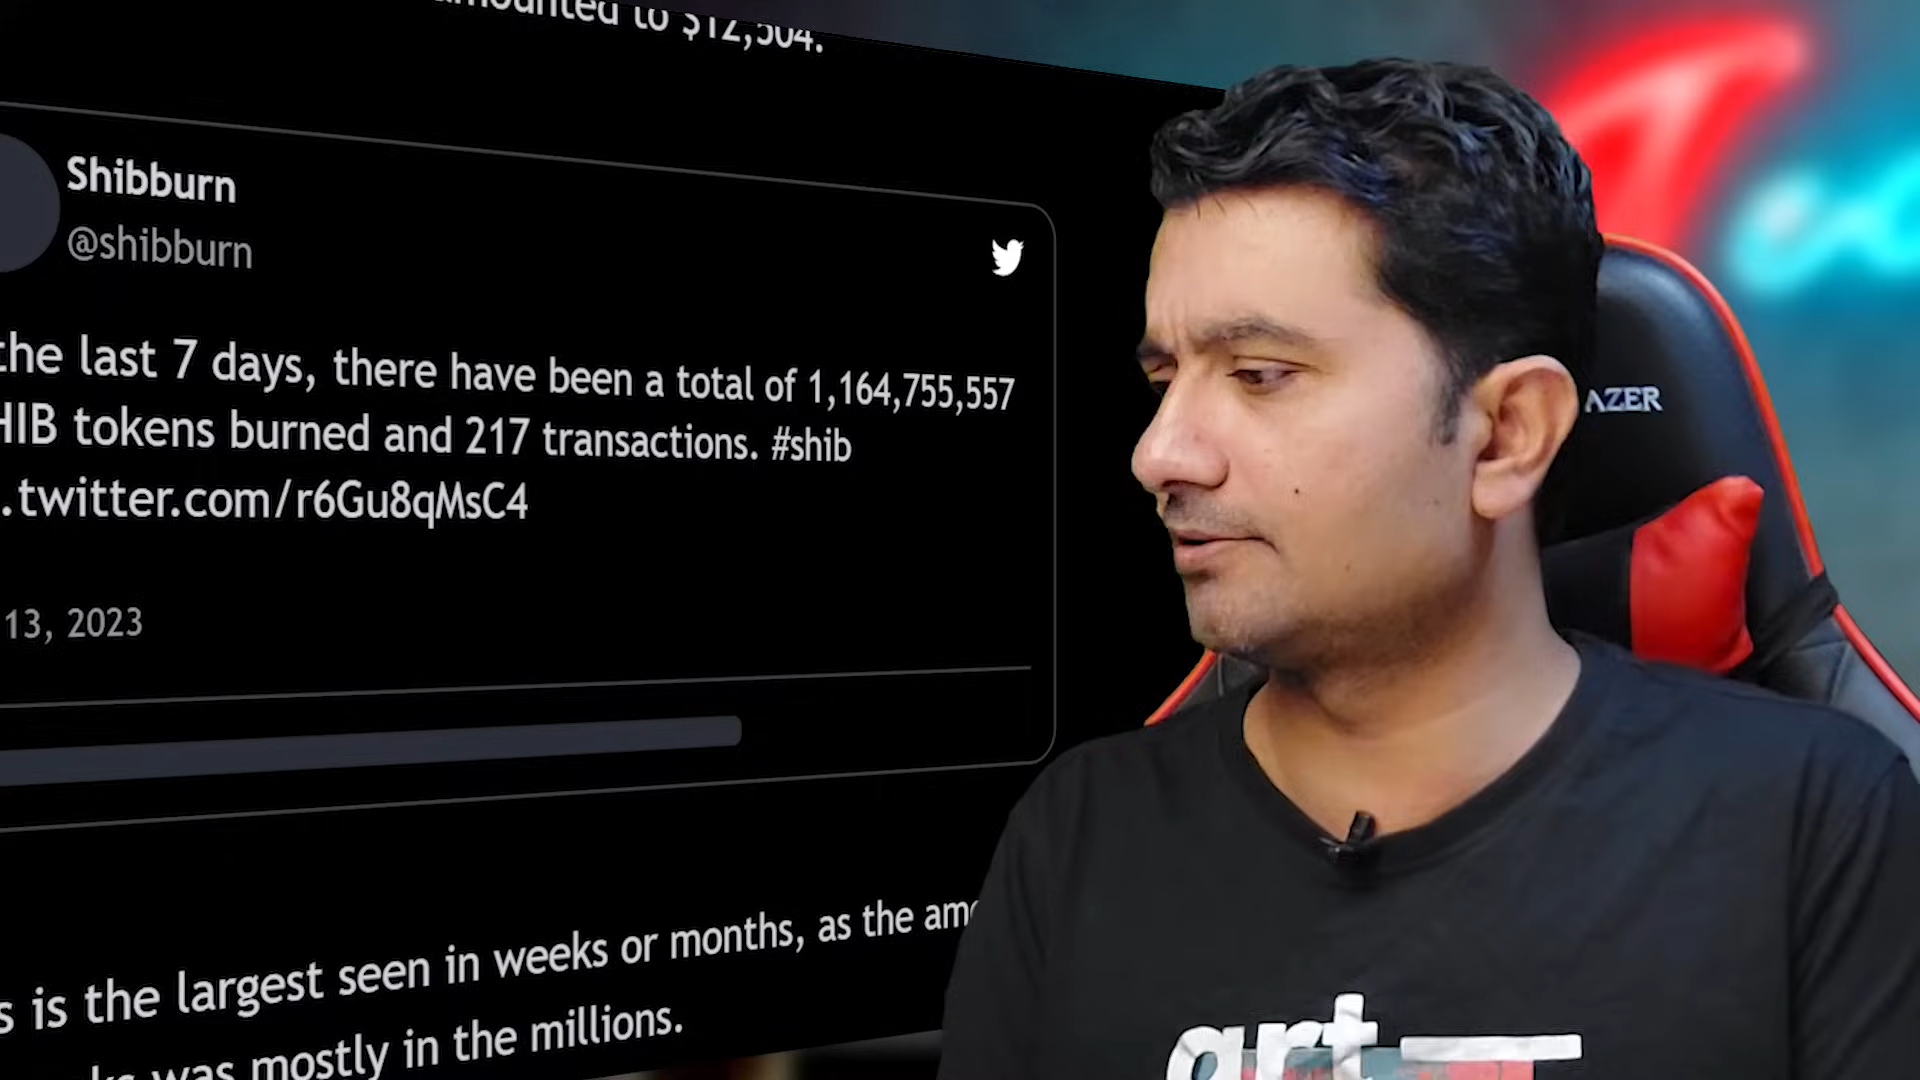 to $12,504.
Shibburn
@shibburn
the last 7 days, there have been a total of 1,164,755,557
HIB tokens burned and 217 transactions. #shib
.twitter.com/r6Gu8qMsC4
13, 2023
is the largest seen in weeks or months, as the
was mostly in the millions.
AZER
art